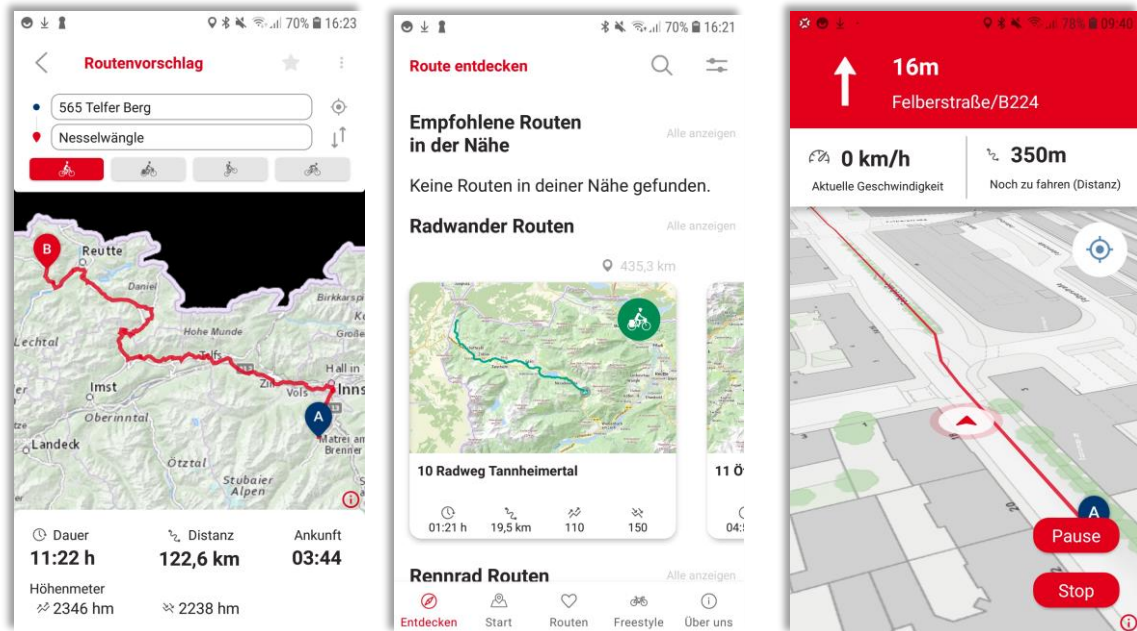 70% 16:23
Routenvorschlag
565 Telfer Berg
Nesselwängle
B
Reutte
Daniel
Birkkarsp
Lechtal
Hohe Munde
Große
Telfs
Hall in
Imst
Vols
Inns
Oberinntal
A
Matrei am
Brenner
Landeck
Ötztal
Stubaier
Alpen
Dauer
Distanz
Ankunft
11:22 h
122,6 km
03:44
Höhenmeter
2346 hm
2238 hm
70% 16:21
Route entdecken
Empfohlene Routen
in der Nähe
Alle anzeigen
Keine Routen in deiner Nähe gefunden.
Radwander Routen
Alle anzeigen
435,3 km
10 Radweg Tannheimertal
11 Ö
01:21 h
19,5 km
110
150
Rennrad Routen
Alle anzeigen
Entdecken
Start
Routen
Freestyle
Über uns
78% 09:40
16m
Felberstraße/B224
0 km/h
350m
Aktuelle Geschwindigkeit
Noch zu fahren (Distanz)
A
Pause
Stop